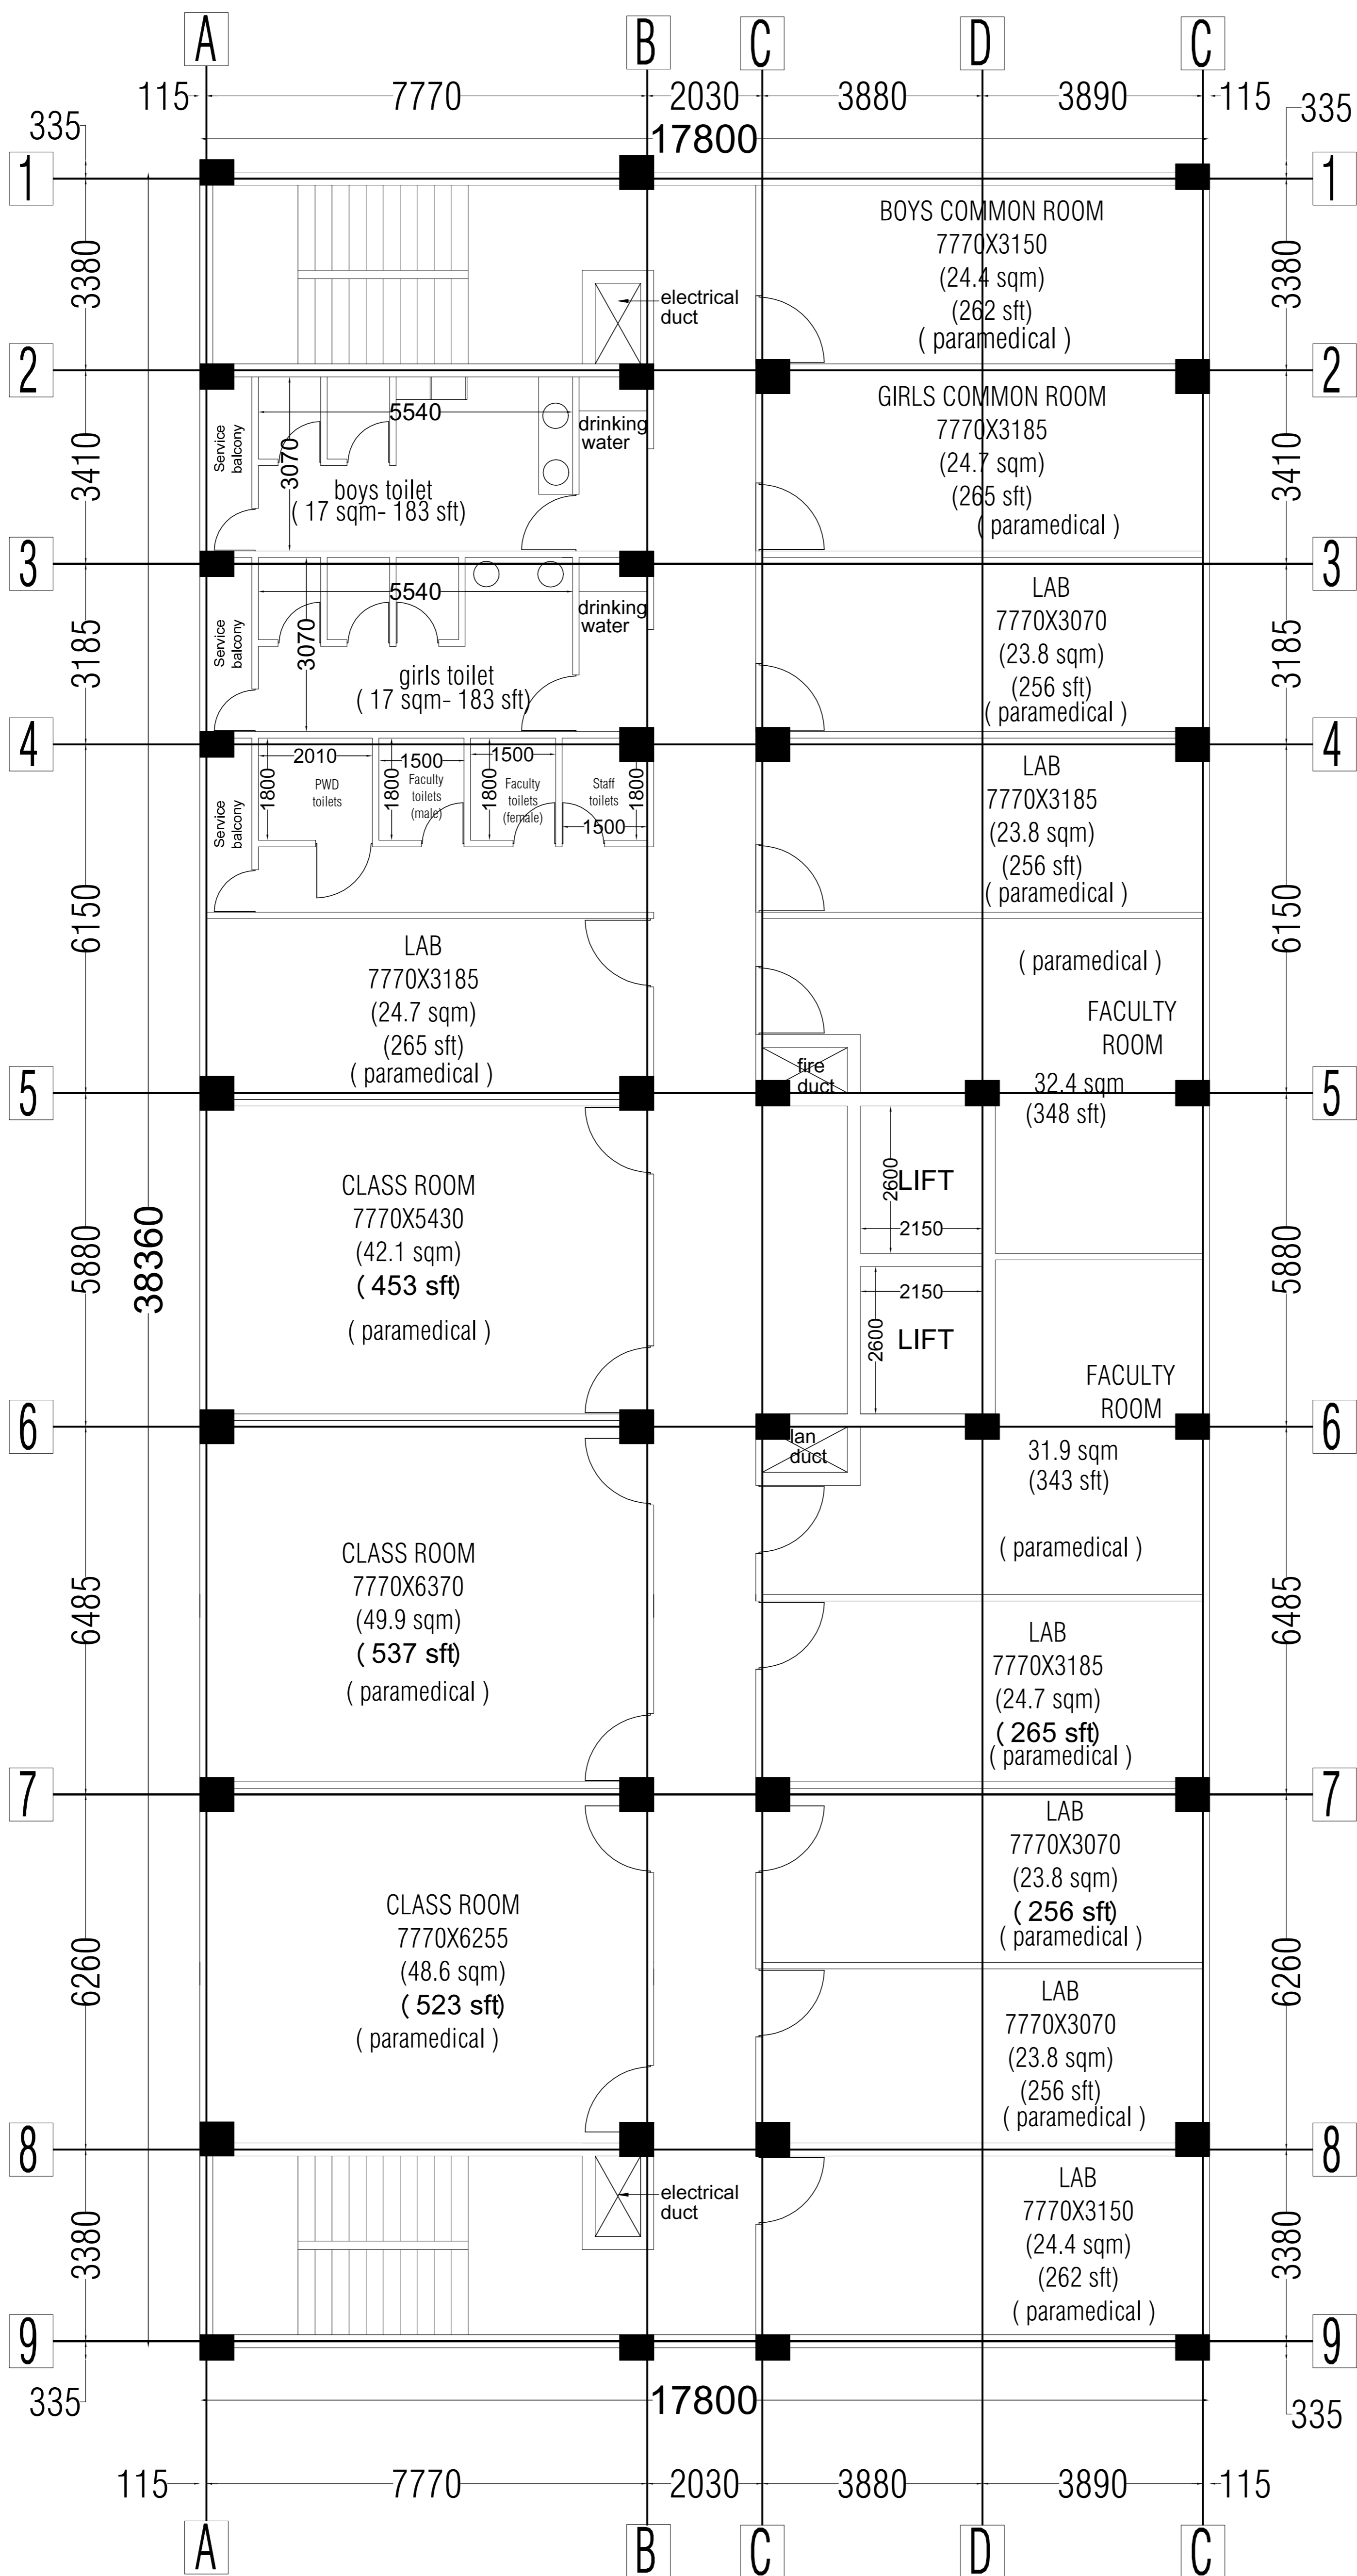 A B C D C
115 7770 2030 3880 3890 115
335 335
17800
1 1
BOYS COMMON ROOM
7770X3150
(24.4 sqm)
(262 sft)
( paramedical )
3380 3380
electrical
duct
2 2
GIRLS COMMON ROOM
7770X3185
(24.7 sqm)
(265 sft)
( paramedical )
5540
drinking
water
Service
balcony
3070
3410 3410
boys toilet
( 17 sqm- 183 sft)
3 3
LAB
7770X3070
(23.8 sqm)
(256 sft)
( paramedical )
5540
drinking
water
Service
balcony
3070
3185 3185
girls toilet
( 17 sqm- 183 sft)
4 4
LAB
7770X3185
(23.8 sqm)
(256 sft)
( paramedical )
2010 1500 1500
1800 1800 1800 1800
PWD
toilets
Faculty
toilets
(male)
Faculty
toilets
(female)
Staff
toilets
1500
Service
balcony
6150 6150
LAB
7770X3185
(24.7 sqm)
(265 sft)
( paramedical )
( paramedical )
FACULTY
ROOM
32.4 sqm
(348 sft)
fire
duct
5 5
2600
LIFT
2150
CLASS ROOM
7770X5430
(42.1 sqm)
( 453 sft)
( paramedical )
5880 5880
38360
2150
2600
LIFT
FACULTY
ROOM
31.9 sqm
(343 sft)
( paramedical )
6 6
lan
duct
CLASS ROOM
7770X6370
(49.9 sqm)
( 537 sft)
( paramedical )
6485 6485
LAB
7770X3185
(24.7 sqm)
( 265 sft)
( paramedical )
7 7
LAB
7770X3070
(23.8 sqm)
( 256 sft)
( paramedical )
CLASS ROOM
7770X6255
(48.6 sqm)
( 523 sft)
( paramedical )
6260 6260
LAB
7770X3070
(23.8 sqm)
(256 sft)
( paramedical )
8 8
electrical
duct
LAB
7770X3150
(24.4 sqm)
(262 sft)
( paramedical )
3380 3380
9 9
335 335
17800
115 7770 2030 3880 3890 115
A B C D C